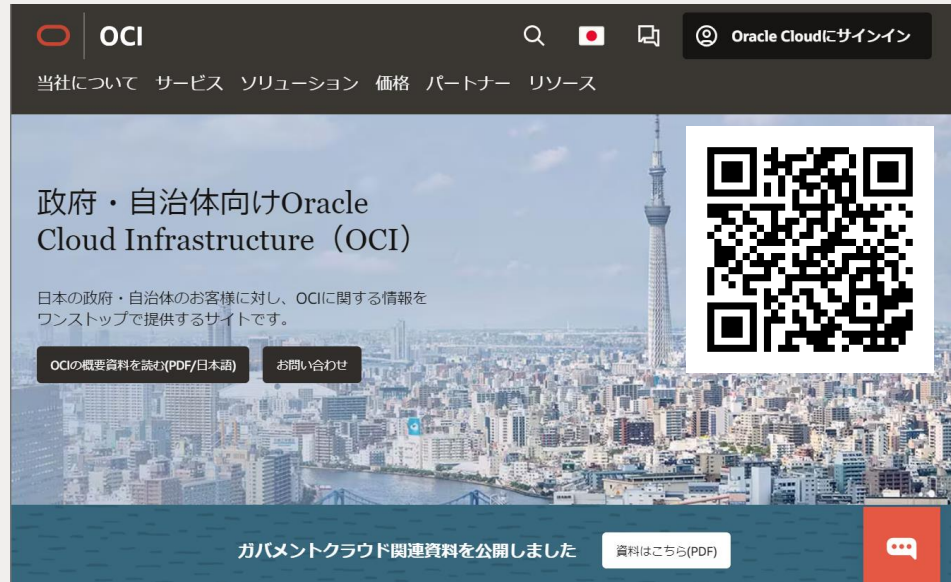 OCI
Oracle Cloudにサインイン
当社について サービス ソリューション 価格 パートナー リソース
政府・自治体向けOracle
Cloud Infrastructure（OCI）
日本の政府・自治体のお客様に対し、OCIに関する情報を
ワンストップで提供するサイトです。
OCIの概要資料を読む(PDF/日本語) お問い合わせ
ガバメントクラウド関連資料を公開しました 資料はこちら(PDF)